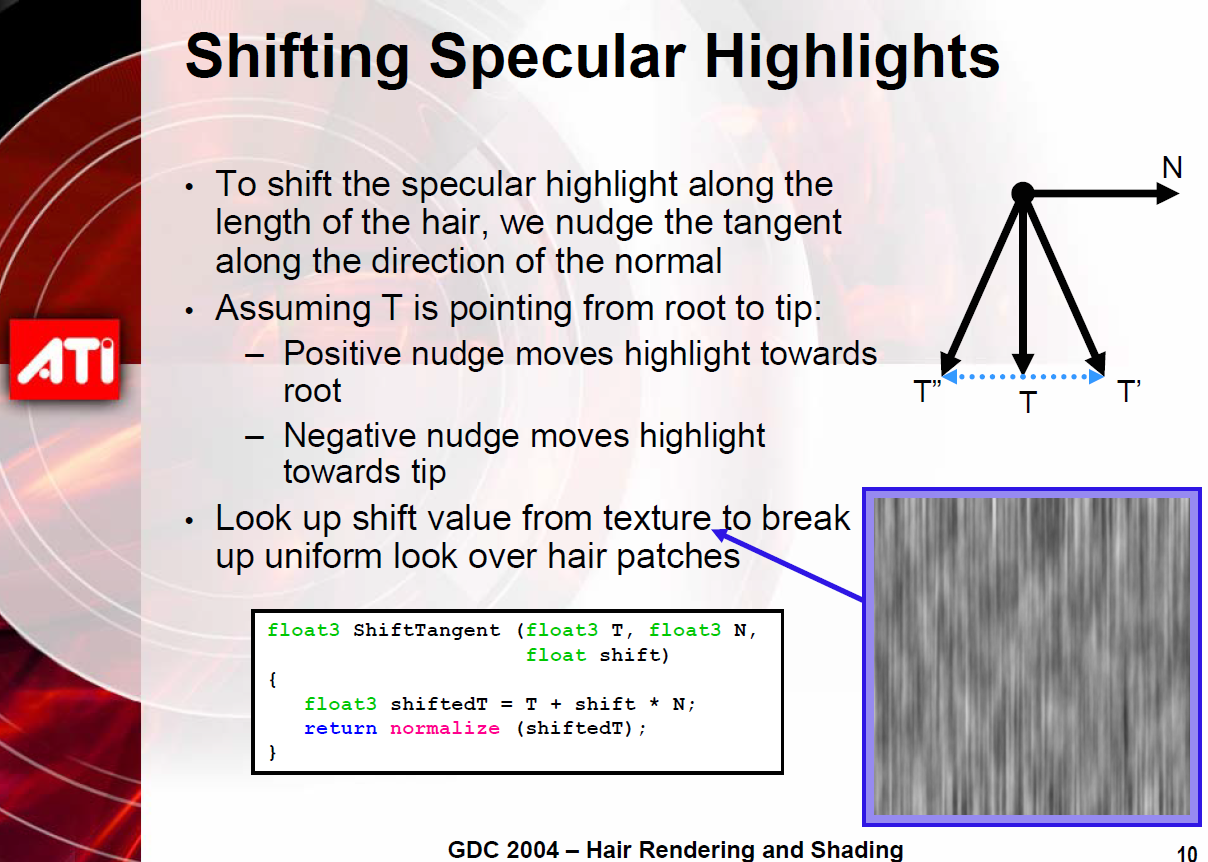 Shifting Specular Highlights
• To shift the specular highlight along the
length of the hair, we nudge the tangent
along the direction of the normal
• Assuming T is pointing from root to tip:
– Positive nudge moves highlight towards
root
– Negative nudge moves highlight
towards tip
• Look up shift value from texture to break
up uniform look over hair patches
N
T”
T
T’
ATI
float3 ShiftTangent (float3 T, float3 N,
float shift)
{
float3 shiftedT = T + shift * N;
return normalize (shiftedT);
}
GDC 2004 – Hair Rendering and Shading
10